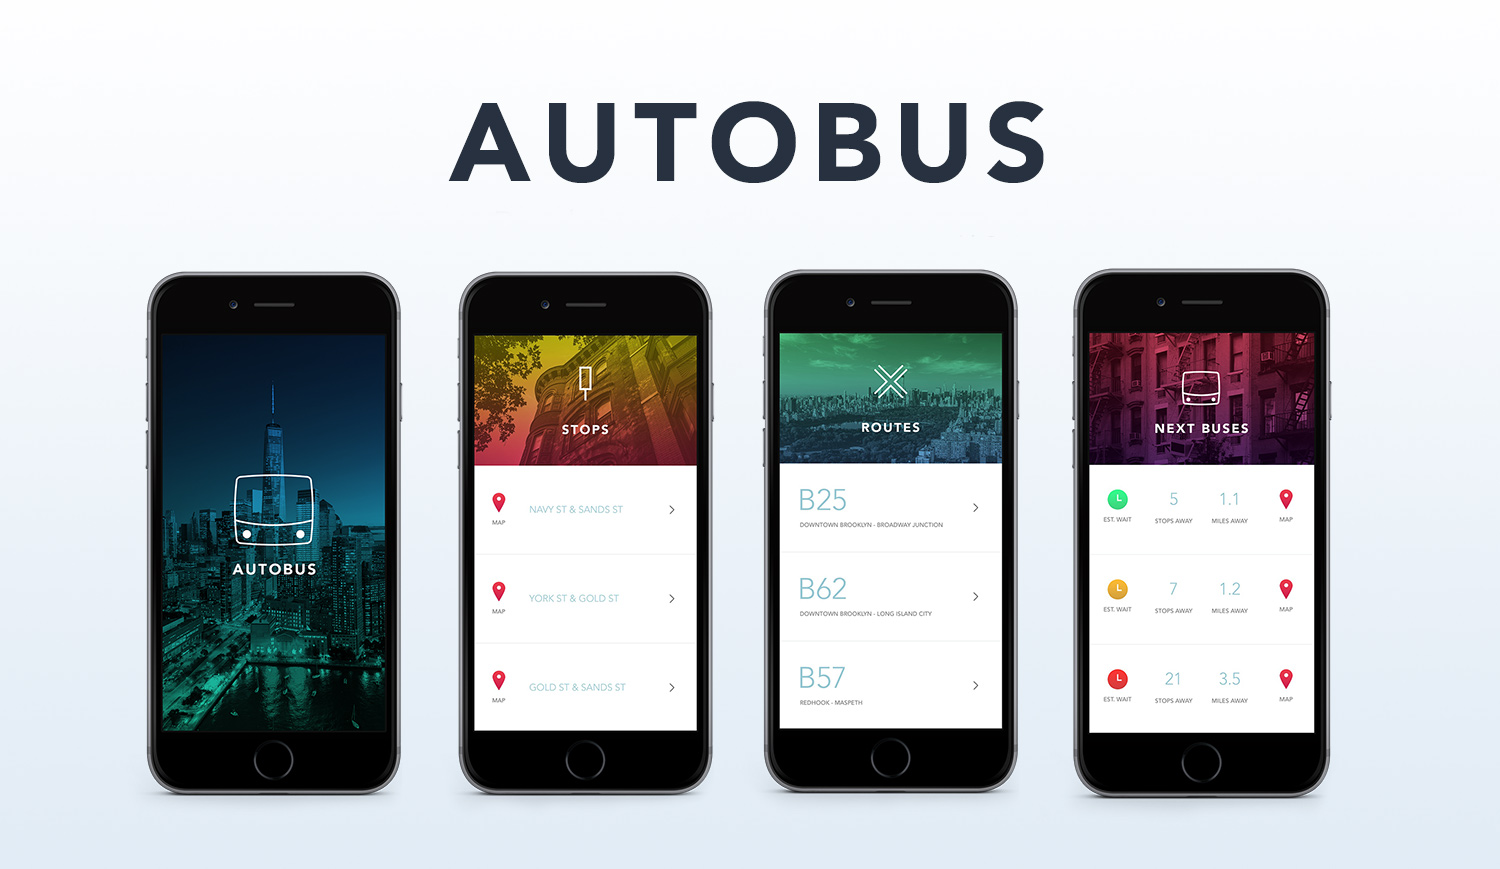 AUTOBUS
AUTOBUS
STOPS
MAP
NAVY ST & SANDS ST
MAP
YORK ST & GOLD ST
MAP
GOLD ST & SANDS ST
ROUTES
B25
DOWNTOWN BROOKLYN - BROADWAY JUNCTION
B62
DOWNTOWN BROOKLYN - LONG ISLAND CITY
B57
REDHOOK - MASPETH
NEXT BUSES
5 1.1
EST. WAIT STOPS AWAY MILES AWAY MAP
7 1.2
EST. WAIT STOPS AWAY MILES AWAY MAP
21 3.5
EST. WAIT STOPS AWAY MILES AWAY MAP